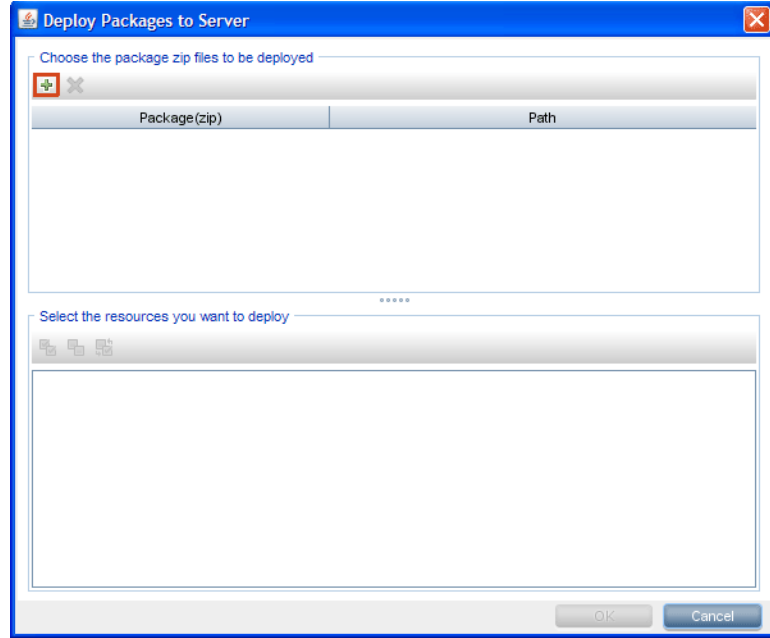 Deploy Packages to Server
Choose the package zip files to be deployed
Package(zip) Path
Select the resources you want to deploy
OK Cancel